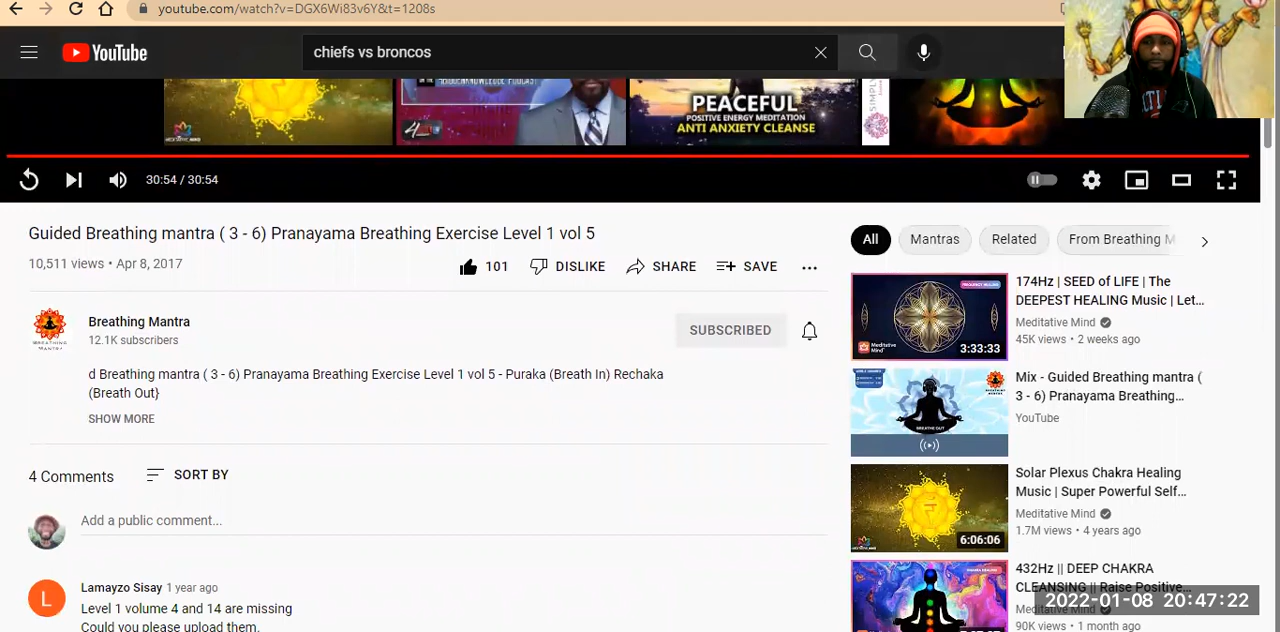 youtube.com/watch?v=DGX6Wi83v6Y&t=1208s
YouTube
chiefs vs broncos
PEACEFUL
POSITIVE ENERGY MEDITATION
ANTI ANXIETY CLEANSE
30:54 / 30:54
Guided Breathing mantra ( 3 - 6) Pranayama Breathing Exercise Level 1 vol 5
10,511 views • Apr 8, 2017
101 DISLIKE SHARE SAVE
Breathing Mantra
12.1K subscribers
SUBSCRIBED
d Breathing mantra ( 3 - 6) Pranayama Breathing Exercise Level 1 vol 5 - Puraka (Breath In) Rechaka
(Breath Out}
SHOW MORE
4 Comments SORT BY
Add a public comment...
L
Lamayzo Sisay 1 year ago
Level 1 volume 4 and 14 are missing
Could you please upload them.
All Mantras Related From Breathing M
174Hz | SEED of LIFE | The
DEEPEST HEALING Music | Let...
Meditative Mind
45K views • 2 weeks ago
Meditative Mind
3:33:33
Mix - Guided Breathing mantra (
3 - 6) Pranayama Breathing...
YouTube
BREATHE OUT
Solar Plexus Chakra Healing
Music | Super Powerful Self...
Meditative Mind
1.7M views • 4 years ago
6:06:06
432Hz || DEEP CHAKRA
CLEANSING || Raise Positive...
Meditative
90K views • 1 month ago
2022-01-08 20:47:22